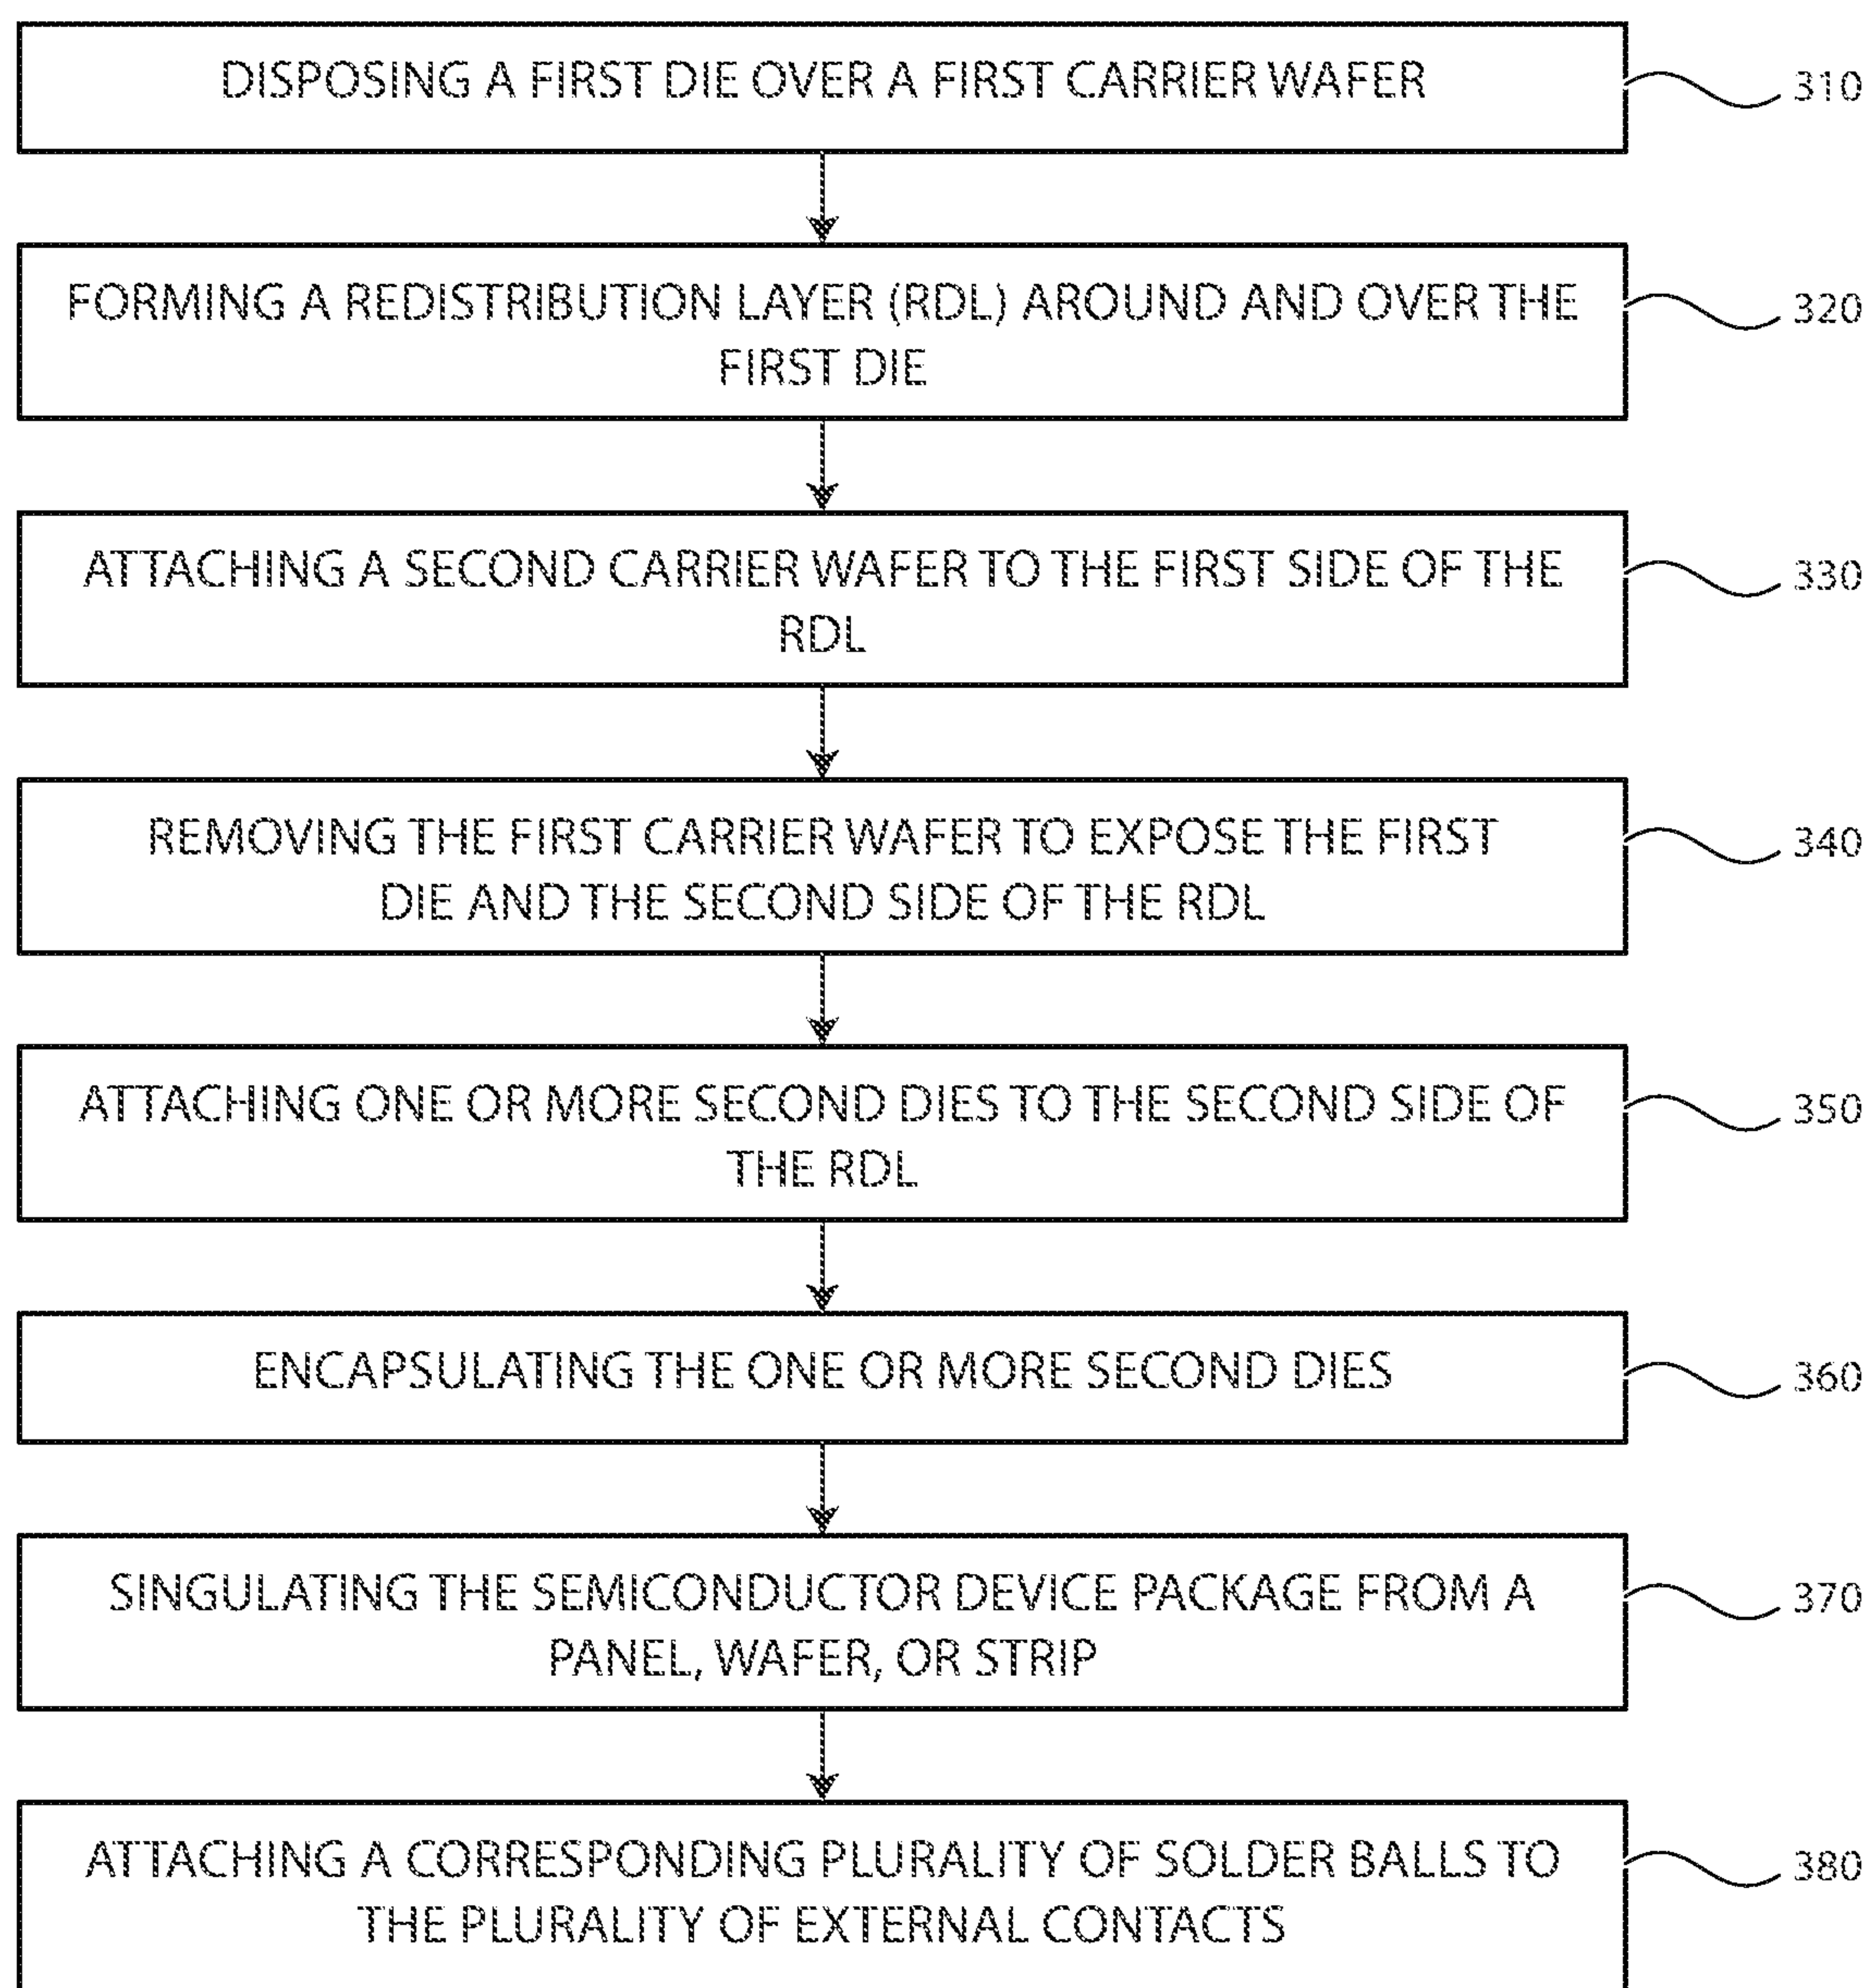 DISPOSING A FIRST DIE OVER A FIRST CARRIER WAFER
310
FORMING A REDISTRIBUTION LAYER (RDL) AROUND AND OVER THE
FIRST DIE
320
ATTACHING A SECOND CARRIER WAFER TO THE FIRST SIDE OF THE
RDL
330
REMOVING THE FIRST CARRIER WAFER TO EXPOSE THE FIRST
DIE AND THE SECOND SIDE OF THE RDL
340
ATTACHING ONE OR MORE SECOND DIES TO THE SECOND SIDE OF
THE RDL
350
ENCAPSULATING THE ONE OR MORE SECOND DIES
360
SINGULATING THE SEMICONDUCTOR DEVICE PACKAGE FROM A
PANEL, WAFER, OR STRIP
370
ATTACHING A CORRESPONDING PLURALITY OF SOLDER BALLS TO
THE PLURALITY OF EXTERNAL CONTACTS
380